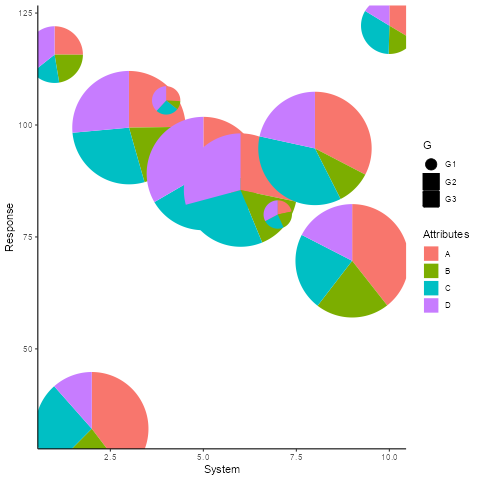 125
100
75
50
Response
2.5
5.0
7.5
10.0
System
G
G1
G2
G3
Attributes
A
B
C
D